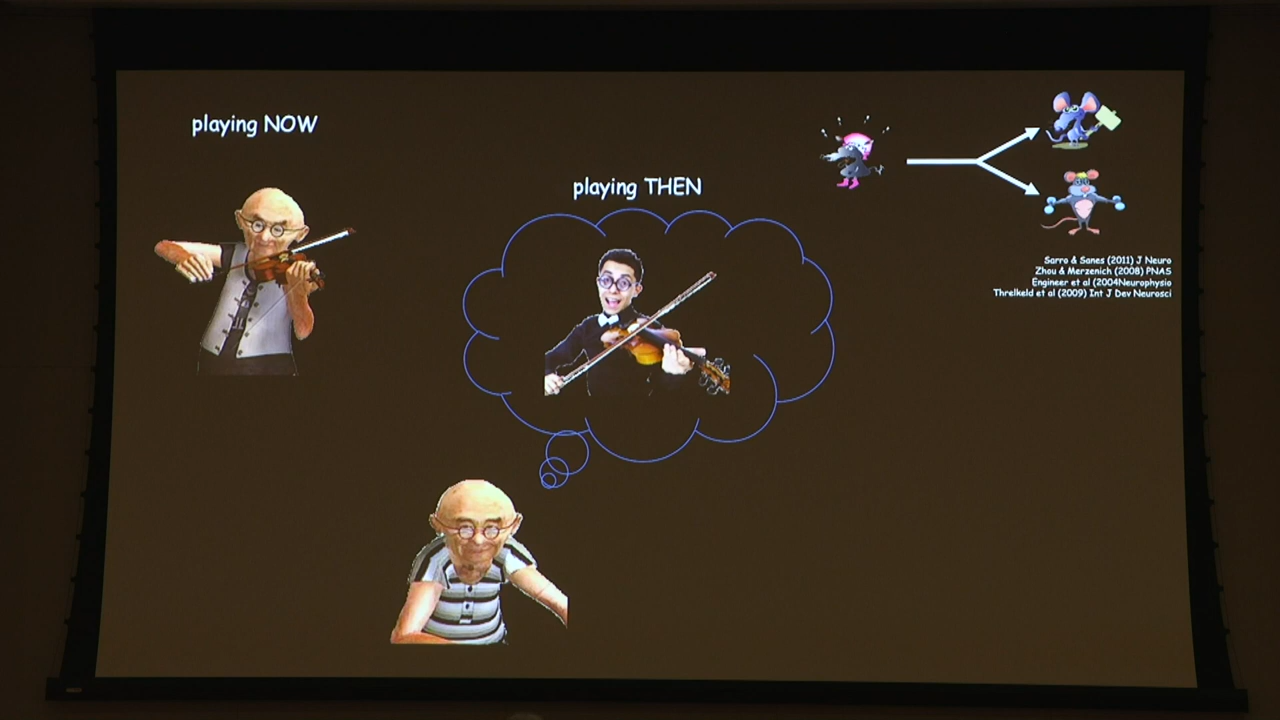 playing NOW
playing THEN
Sarro & Sanes (2011) J Neuro
Zhou & Merzenich (2008) PNAS
Engineer et al (2004Neurophysio
Threlkeld et al (2009) Int J Dev Neurosci